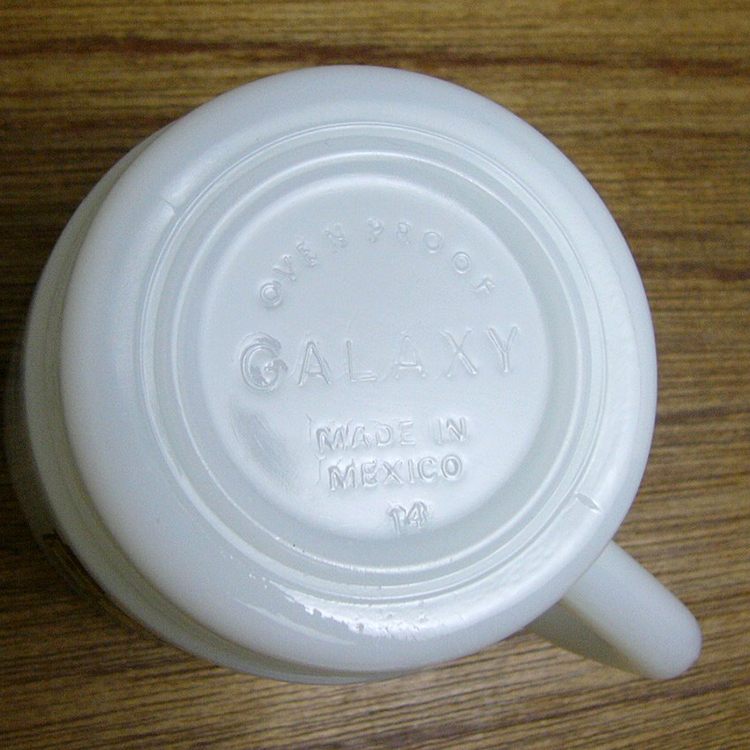 OVEN PROOF
GALAXY
MADE IN
MEXICO
14